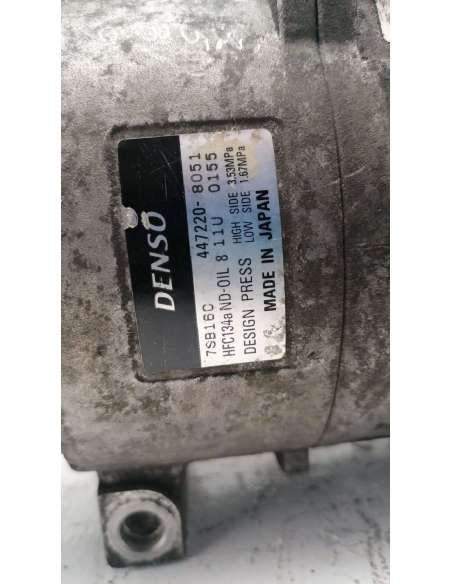 DENSO
447220-8051
7SB16C
11U 0155
HFC134a ND-OIL 8
DESIGN PRESS HIGH SIDE 3.53MPa
LOW SIDE 1.67MPa
MADE IN JAPAN